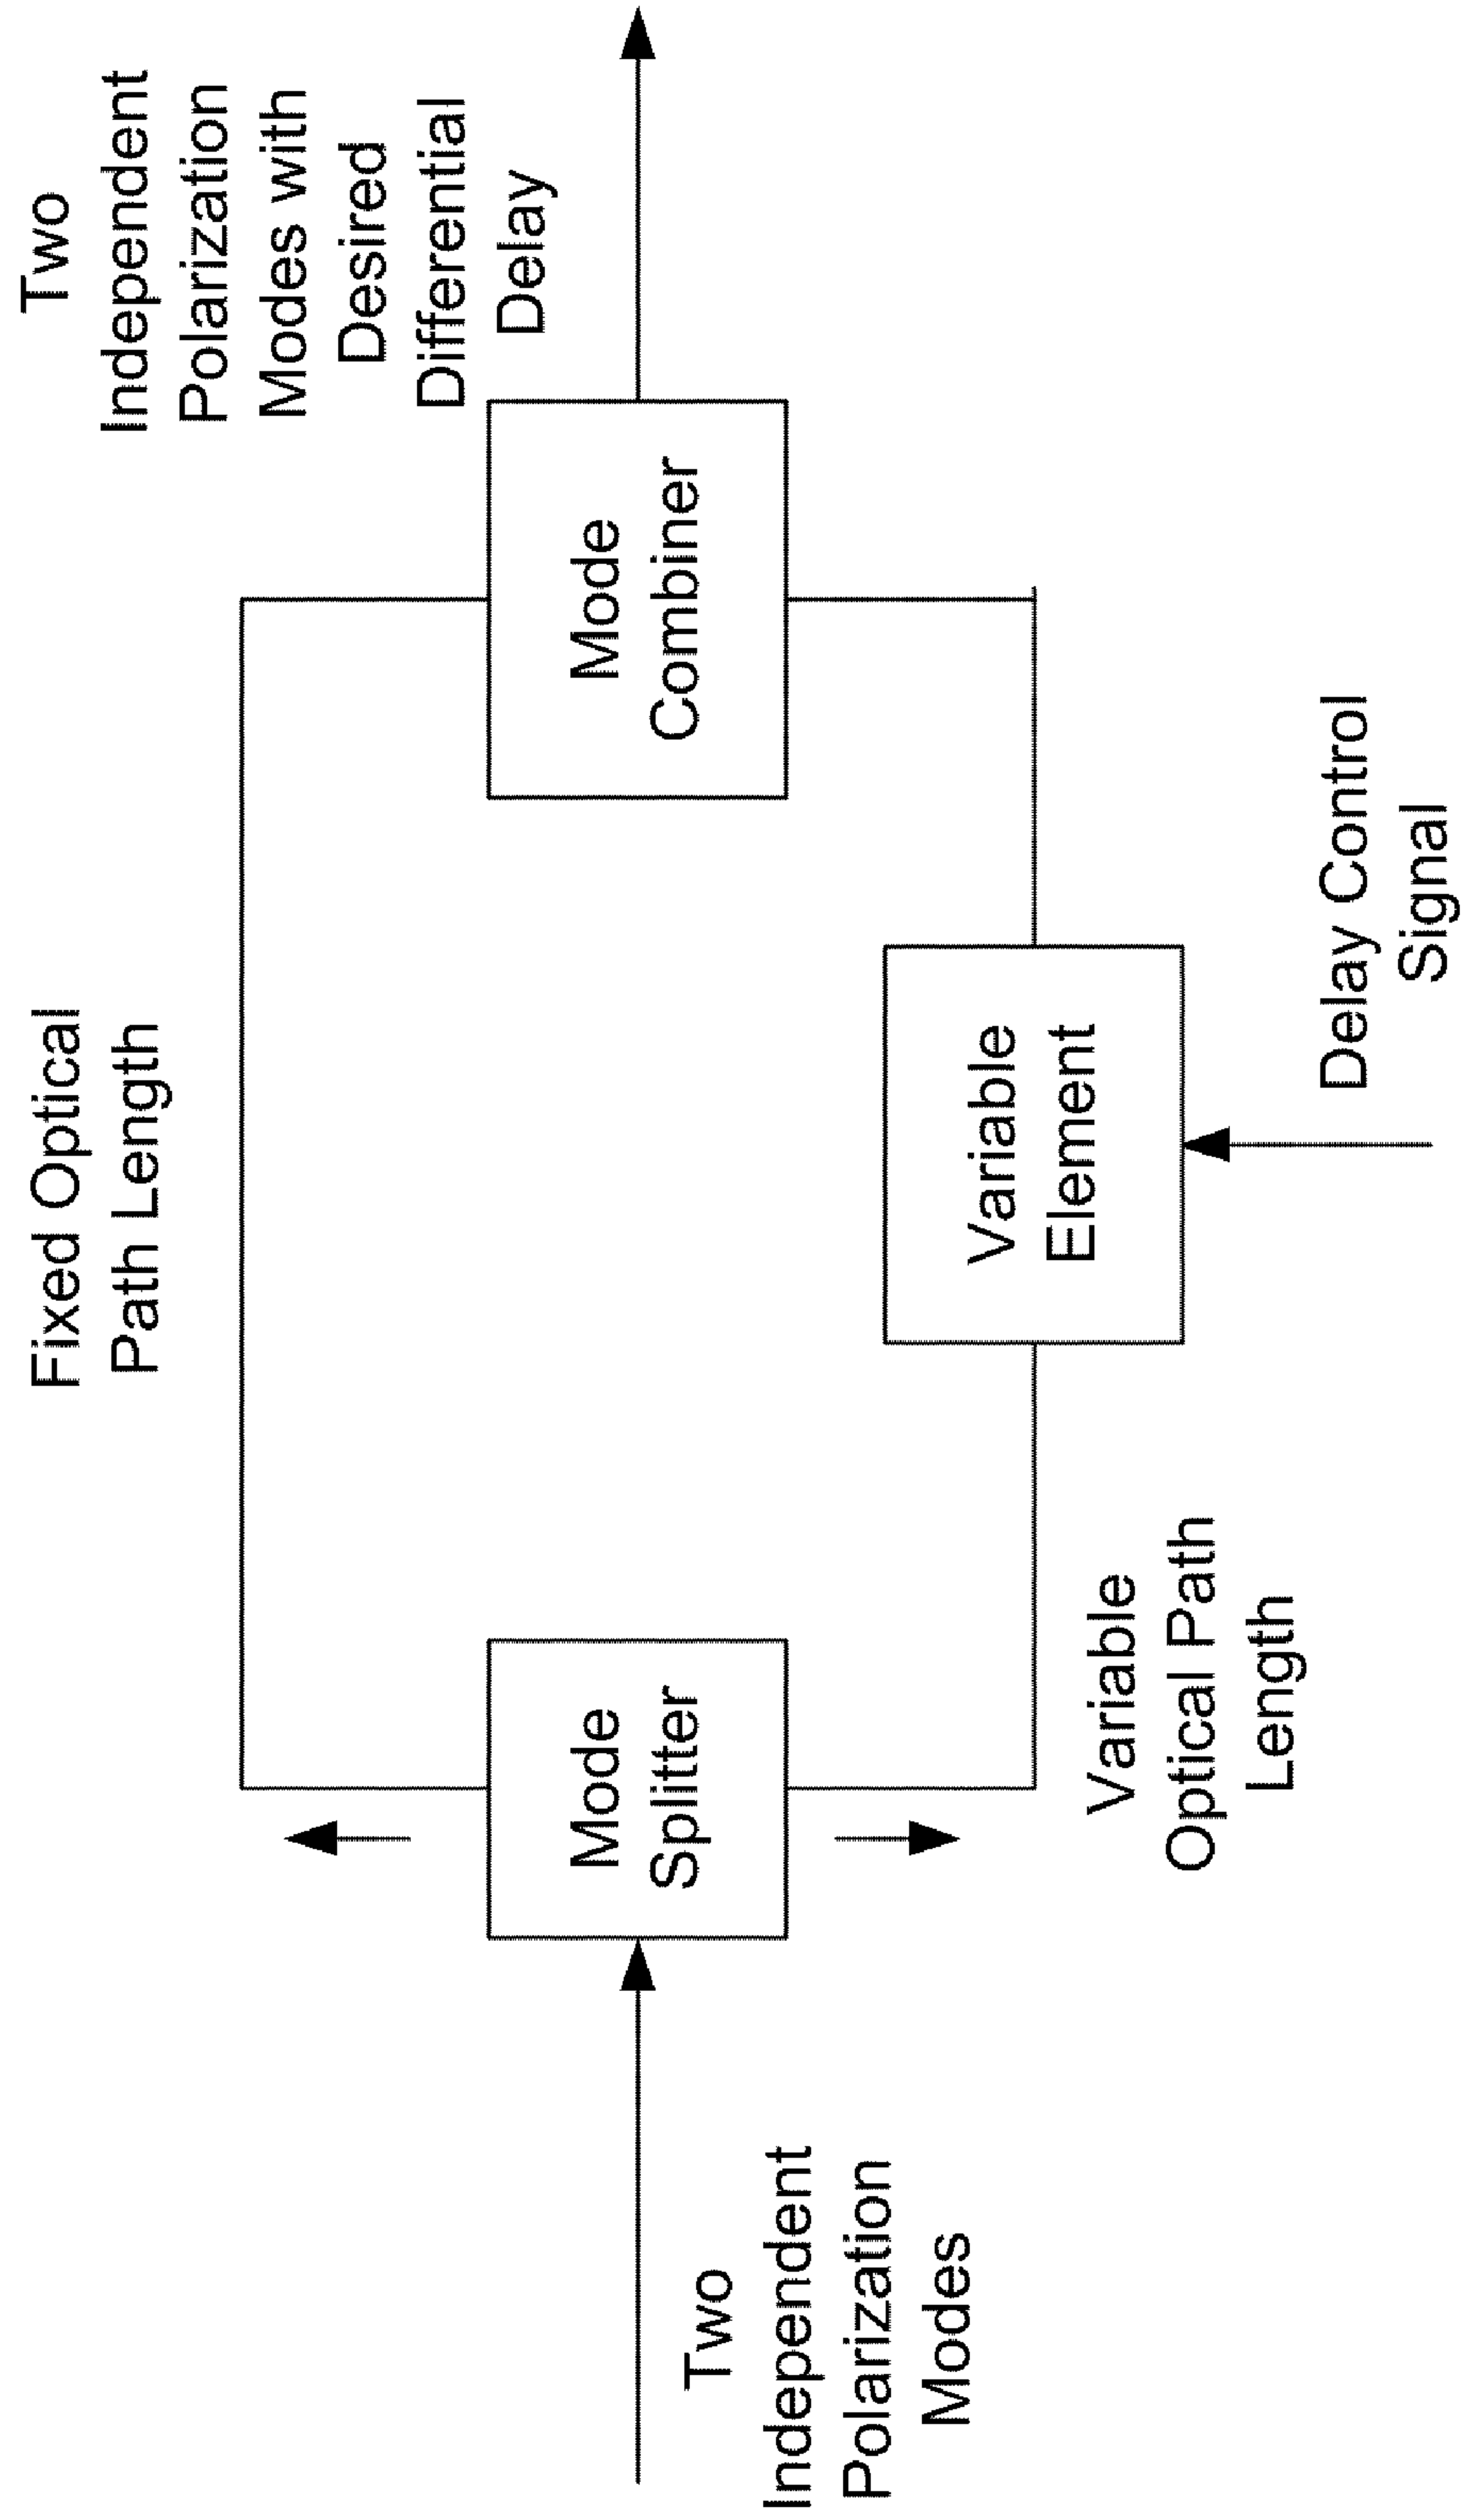 Two
Independent
Polarization
Modes
Mode
Splitter
Fixed Optical
Path Length
Variable
Optical Path
Length
Variable
Element
Delay Control
Signal
Mode
Combiner
Two
Independent
Polarization
Modes with
Desired
Differential
Delay